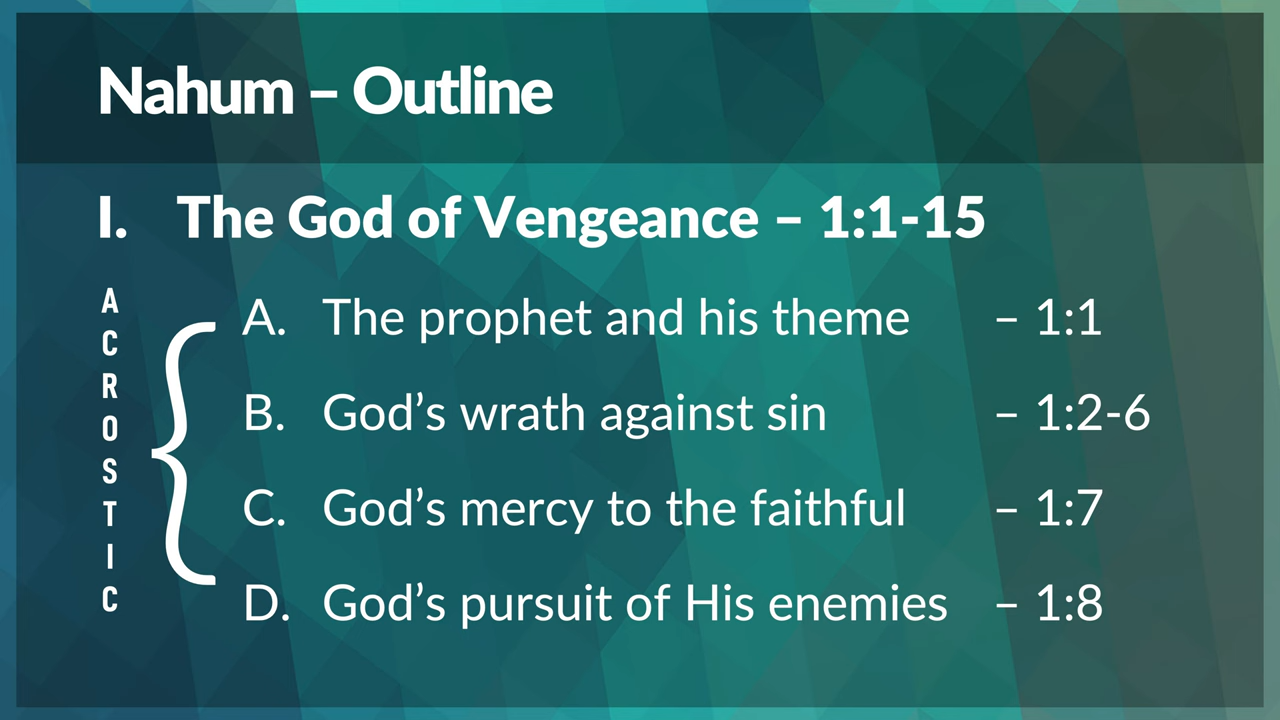 Nahum – Outline
I. The God of Vengeance – 1:1-15
ACROSTIC
{
A. The prophet and his theme – 1:1
B. God’s wrath against sin – 1:2-6
C. God’s mercy to the faithful – 1:7
D. God’s pursuit of His enemies – 1:8